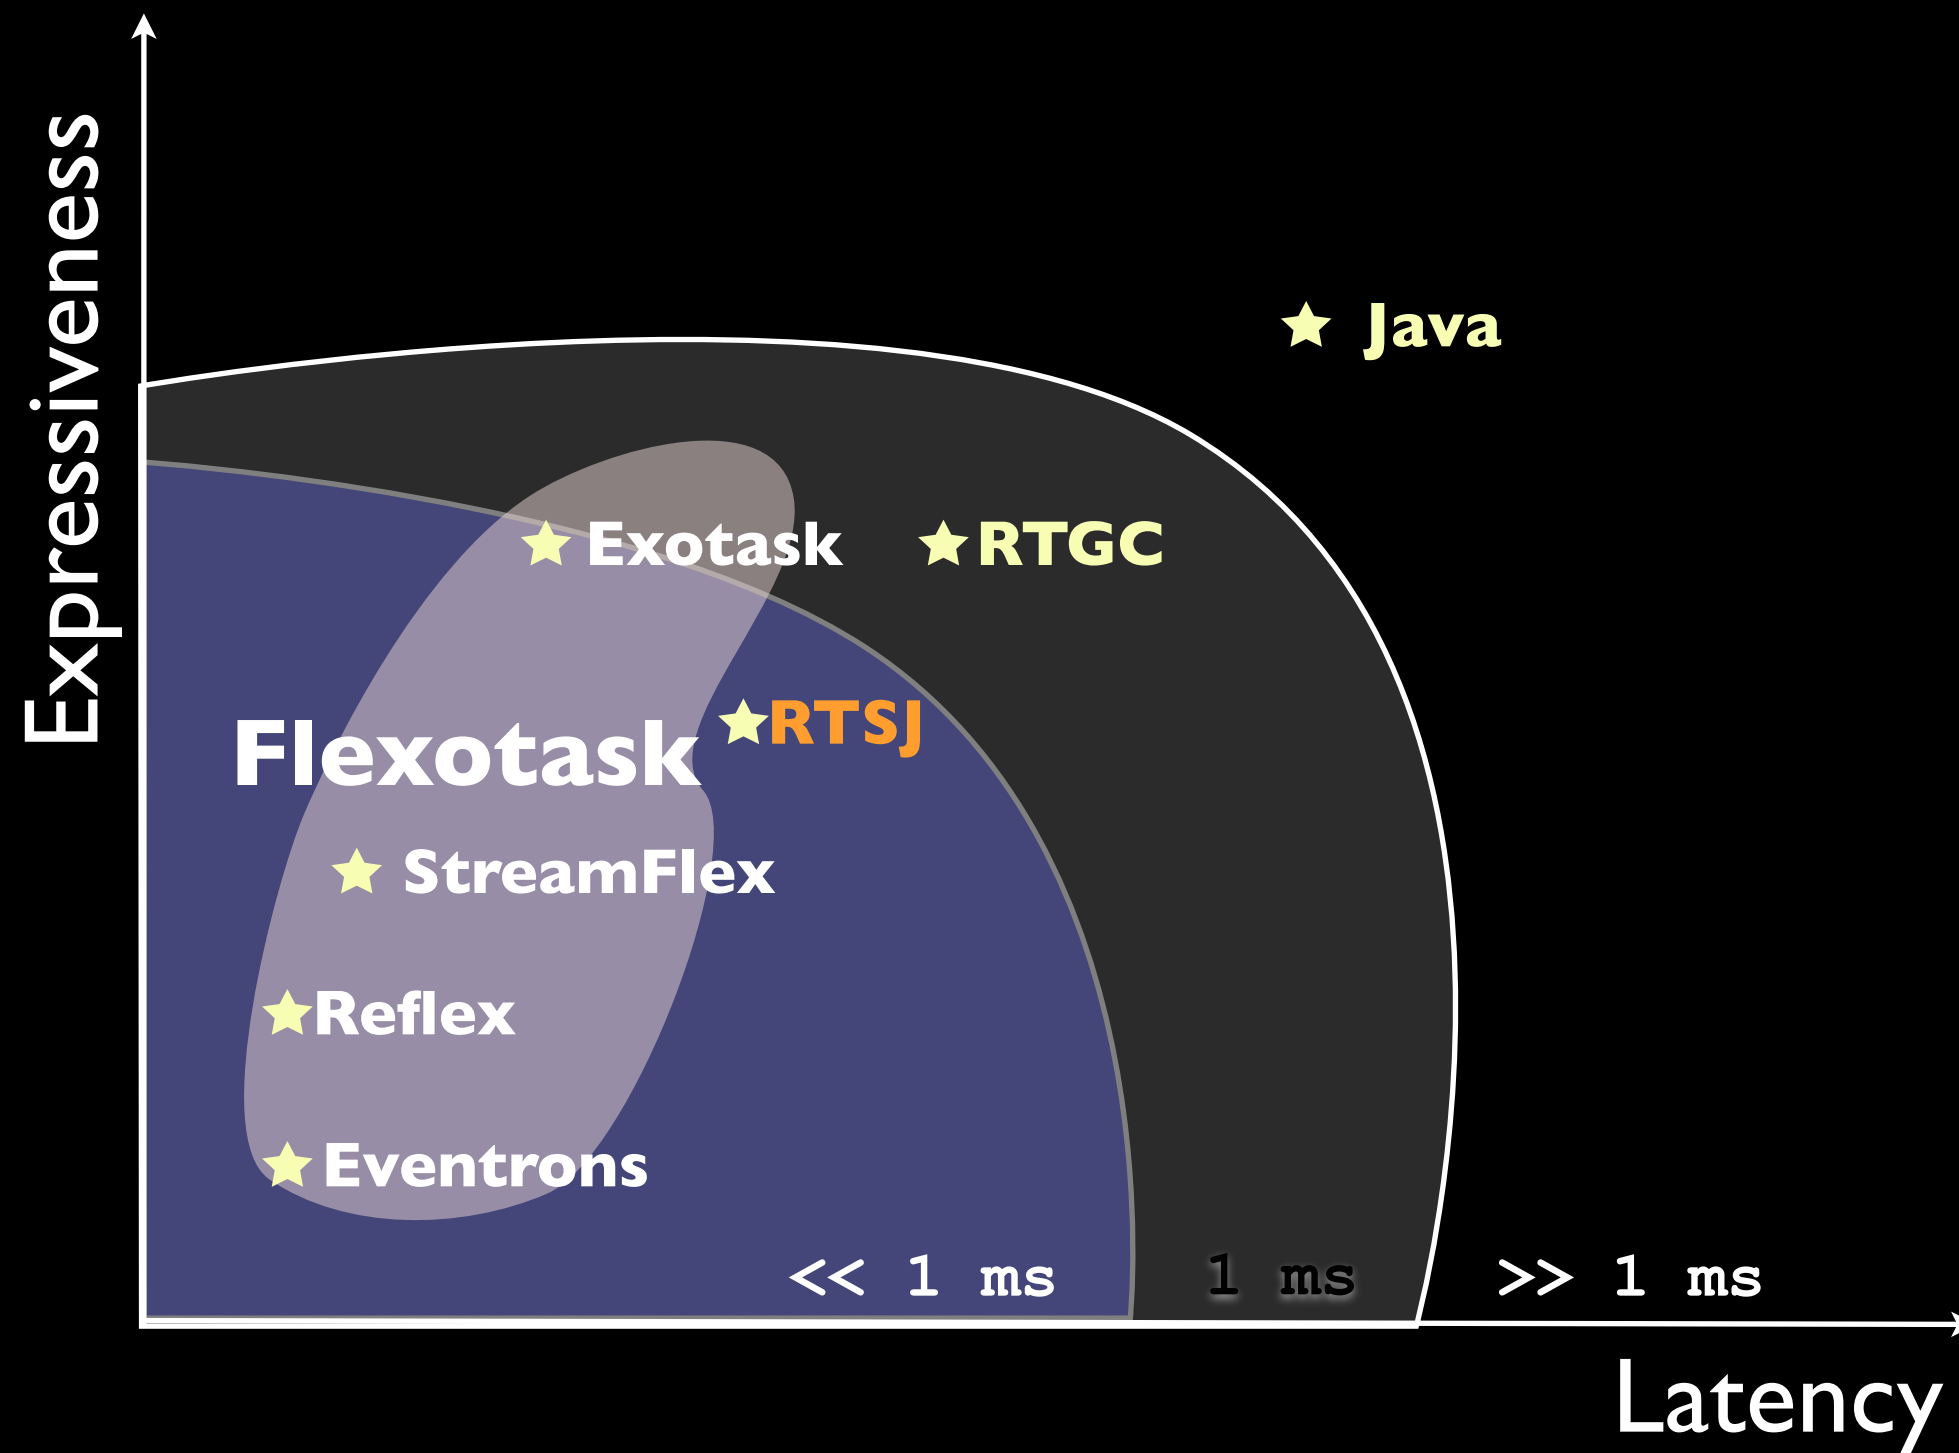 Expressiveness
Java
Exotask
RTGC
RTSJ
Flexotask
StreamFlex
Reflex
Eventrons
<< 1 ms
1 ms
>> 1 ms
Latency